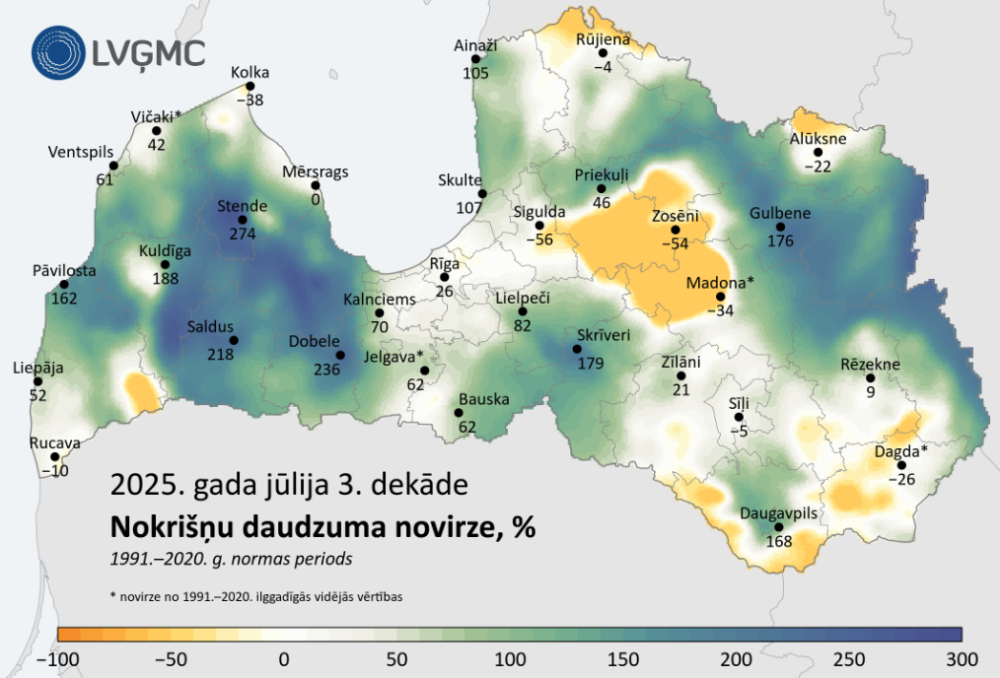 LVĢMC
Rūjiena
−4
Ainaži
105
Kolka
−38
Vičaki*
42
Alūksne
−22
Ventspils
61
Mērsrags
0
Priekuļi
46
Skulte
107
Stende
274
Sigulda
−56
Zosēni
−54
Gulbene
176
Kuldīga
188
Pāvilosta
162
Rīga
26
Madona*
−34
Kalnciems
70
Lielpeči
82
Saldus
218
Dobele
236
Skrīveri
179
Jelgava*
62
Zīlāni
21
Rēzekne
9
Liepāja
52
Bauska
62
Sīļi
−5
Rucava
−10
Dagda*
−26
Daugavpils
168
2025. gada jūlija 3. dekāde
Nokrišņu daudzuma novirze, %
1991.–2020. g. normas periods
* novirze no 1991.–2020. ilggadīgās vidējās vērtības
−100 −50 0 50 100 150 200 250 300